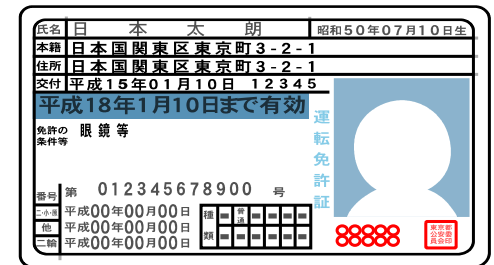 氏名 日本太朗 昭和50年07月10日生
本籍 日本国関東区東京町3-2-1
住所 日本国関東区東京町3-2-1
交付 平成15年01月10日 12345
平成18年1月10日まで有効
免許の
条件等
眼鏡等
運転免許証
番号 第 012345678900 号
二・小・原 平成00年00月00日
他 平成00年00月00日
二輪 平成00年00月00日
種類
普通
東京都
公安委
員会印